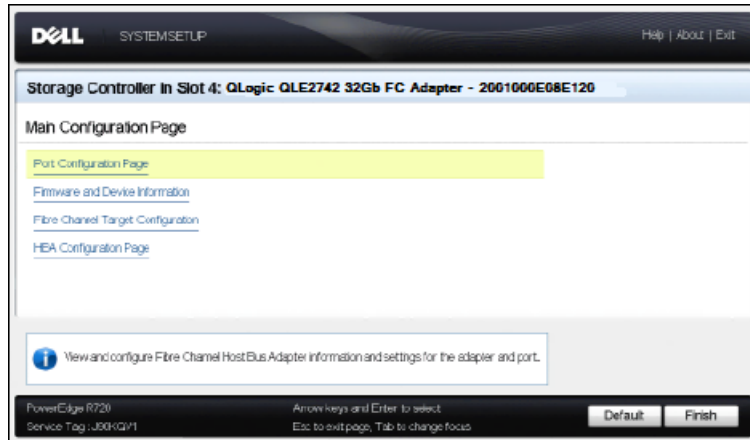 DELL SYSTEM SETUP
Help | About | Exit
Storage Controller in Slot 4: QLogic QLE2742 32Gb FC Adapter - 2001000E08E120
Main Configuration Page
Port Configuration Page
Firmware and Device Information
Fibre Channel Target Configuration
HBA Configuration Page
View and configure Fibre Channel Host Bus Adapter information and settings for the adapter and port.
PowerEdge R720
Service Tag :
Arrow keys and Enter to select
Esc to exit page, Tab to change focus
Default
Finish